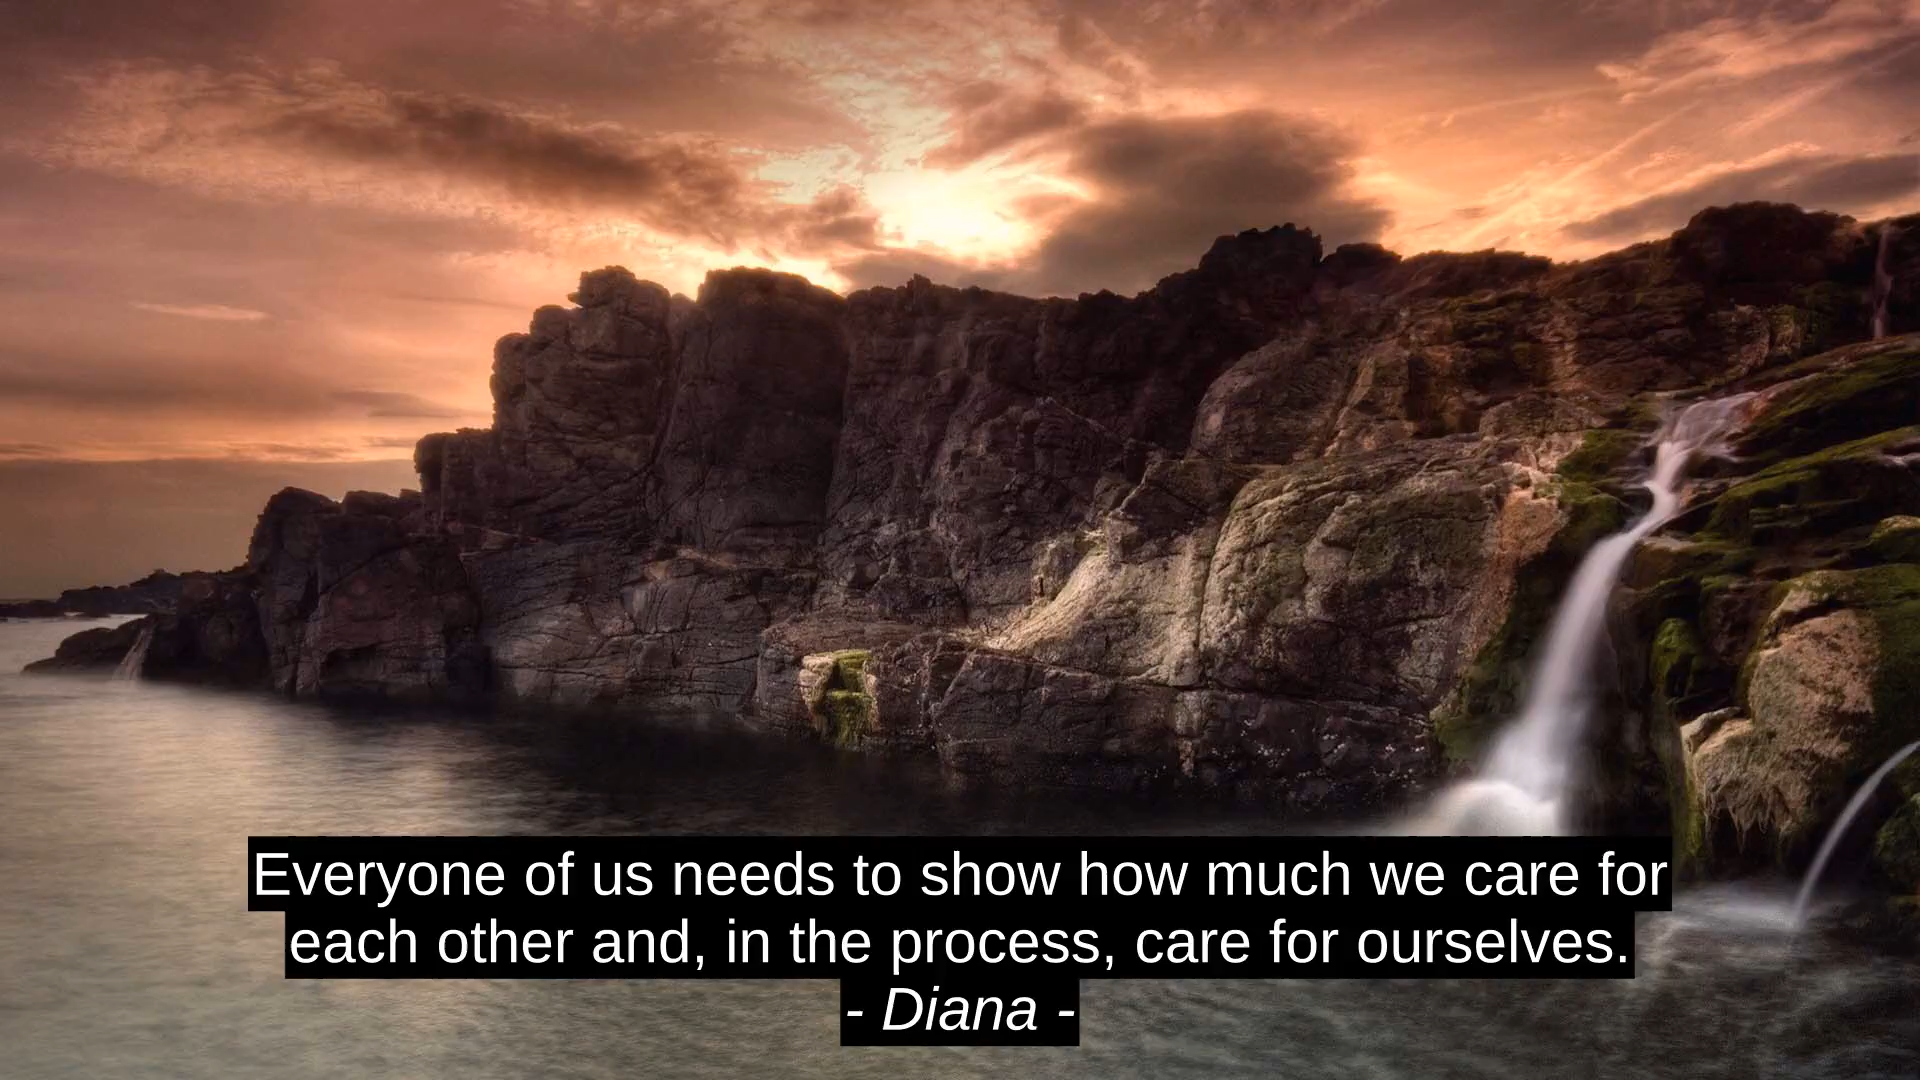 Everyone of us needs to show how much we care for
each other and, in the process, care for ourselves.
- Diana -